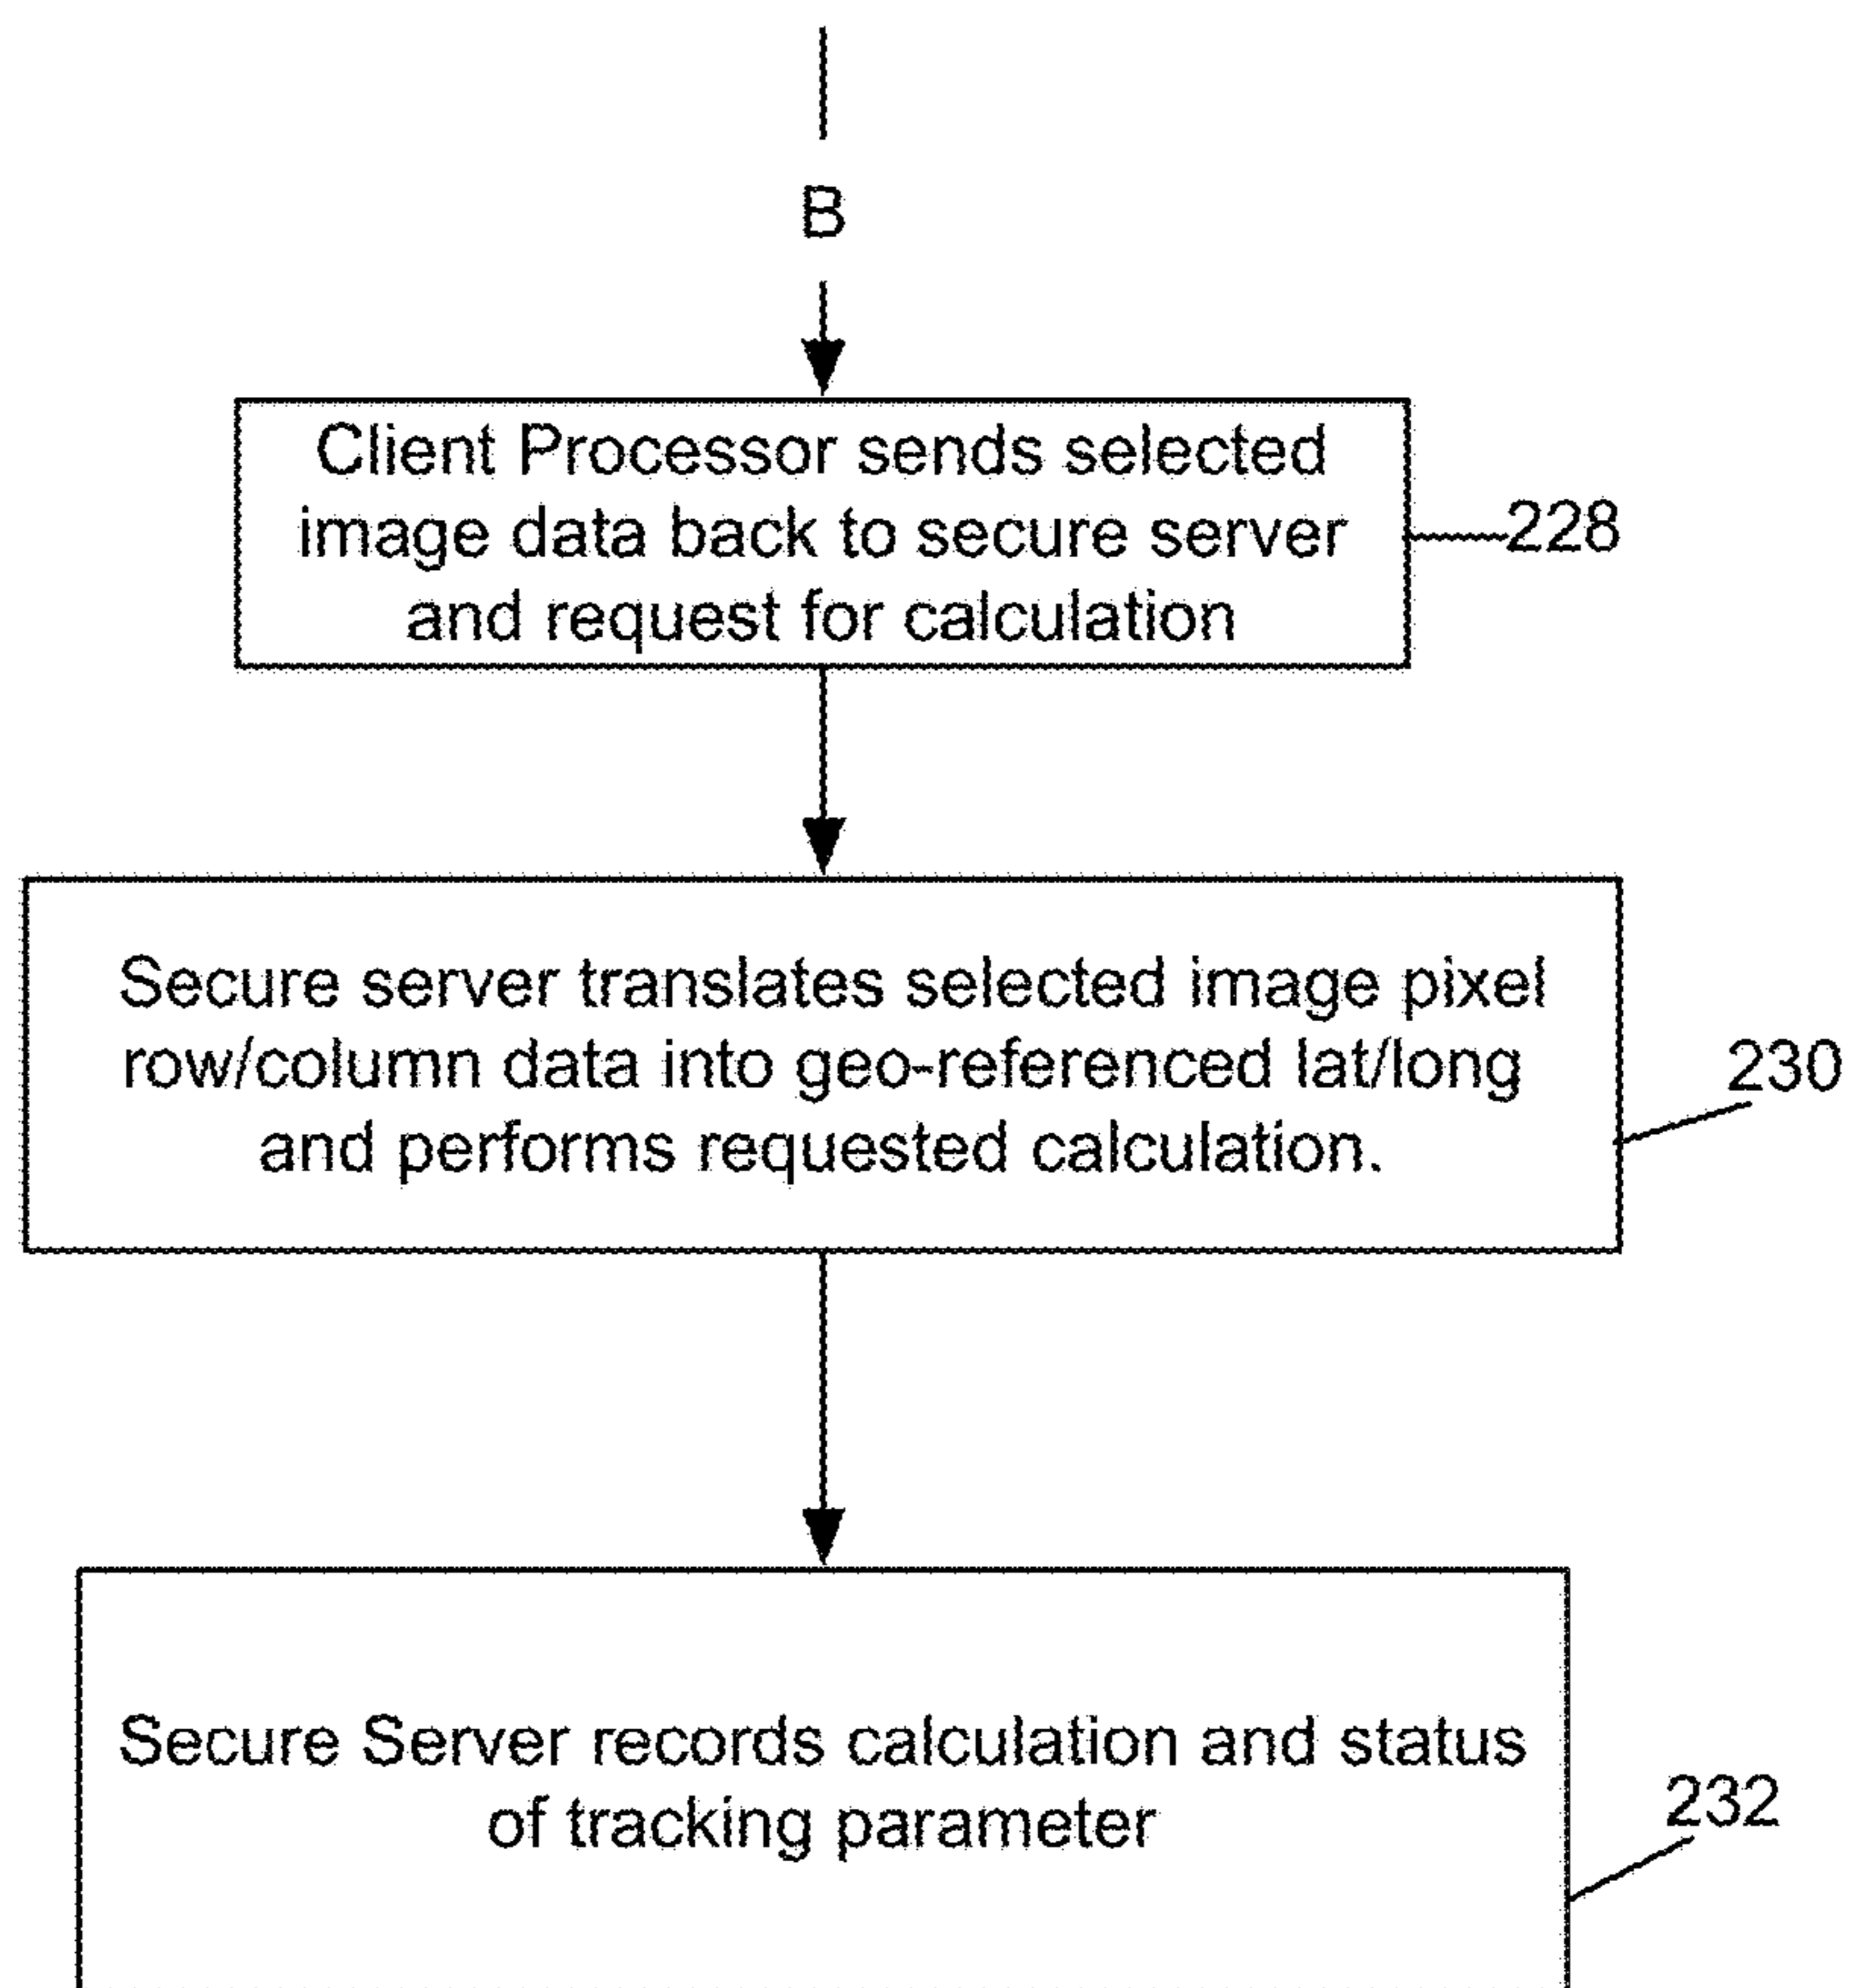 B
Client Processor sends selected
image data back to secure server
and request for calculation
228
Secure server translates selected image pixel
row/column data into geo-referenced lat/long
and performs requested calculation.
230
Secure Server records calculation and status
of tracking parameter
232